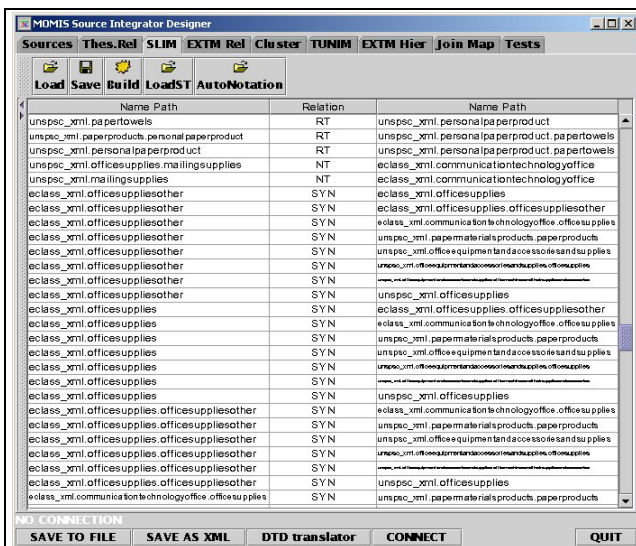 MOMIS Source Integrator Designer
Sources Thes.Rel SLIM EXTM Rel Cluster TUNIM EXTM Hier Join Map Tests
Load Save Build LoadST AutoNotation
Name Path Relation Name Path
unspsc_xml.papertowels RT unspsc_xml.personalpaperproduct
unspsc_xml.paperproducts.personalpaperproduct RT unspsc_xml.personalpaperproduct.papertowels
unspsc_xml.personalpaperproduct RT unspsc_xml.personalpaperproduct.papertowels
unspsc_xml.officesupplies.mailingsupplies NT eclass_xml.communicationtechnologyoffice
unspsc_xml.mailingsupplies NT eclass_xml.communicationtechnologyoffice
eclass_xml.officesuppliesother SYN eclass_xml.officesupplies
eclass_xml.officesuppliesother SYN eclass_xml.officesupplies.officesuppliesother
eclass_xml.officesuppliesother SYN eclass_xml.communicationtechnologyoffice.officesupplies
eclass_xml.officesuppliesother SYN unspsc_xml.papermaterialsproducts.paperproducts
eclass_xml.officesuppliesother SYN unspsc_xml.officeequipmentandaccessoriesandsupplies
eclass_xml.officesuppliesother SYN unspsc_xml.officeequipmentandaccessoriesandsupplies.officesupplies
eclass_xml.officesuppliesother SYN
eclass_xml.officesuppliesother SYN unspsc_xml.officesupplies
eclass_xml.officesupplies SYN eclass_xml.officesupplies.officesuppliesother
eclass_xml.officesupplies SYN eclass_xml.communicationtechnologyoffice.officesupplies
eclass_xml.officesupplies SYN unspsc_xml.papermaterialsproducts.paperproducts
eclass_xml.officesupplies SYN unspsc_xml.officeequipmentandaccessoriesandsupplies
eclass_xml.officesupplies SYN unspsc_xml.officeequipmentandaccessoriesandsupplies.officesupplies
eclass_xml.officesupplies SYN
eclass_xml.officesupplies SYN unspsc_xml.officesupplies
eclass_xml.officesupplies.officesuppliesother SYN eclass_xml.communicationtechnologyoffice.officesupplies
eclass_xml.officesupplies.officesuppliesother SYN unspsc_xml.papermaterialsproducts.paperproducts
eclass_xml.officesupplies.officesuppliesother SYN unspsc_xml.officeequipmentandaccessoriesandsupplies
eclass_xml.officesupplies.officesuppliesother SYN unspsc_xml.officeequipmentandaccessoriesandsupplies.officesupplies
eclass_xml.officesupplies.officesuppliesother SYN
eclass_xml.officesupplies.officesuppliesother SYN unspsc_xml.officesupplies
eclass_xml.communicationtechnologyoffice.officesupplies SYN unspsc_xml.papermaterialsproducts.paperproducts
NO CONNECTION
SAVE TO FILE SAVE AS XML DTD translator CONNECT QUIT